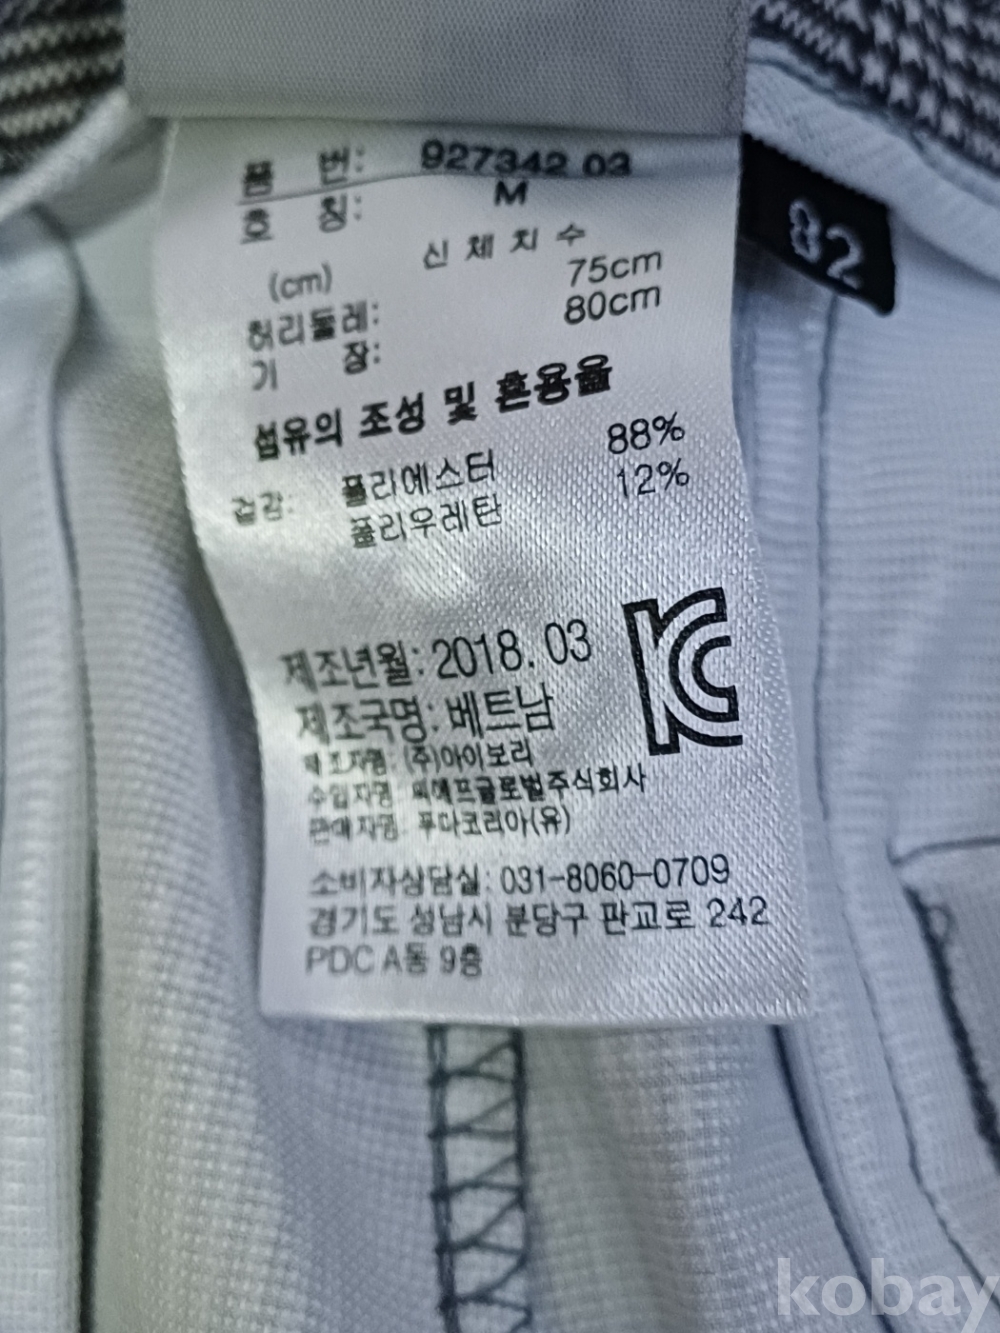 품 번: 927342 03
호 칭: M
82
신 체 치 수
(cm)
허리둘레: 75cm
기 장: 80cm
섬유의 조성 및 혼용율
겉감: 폴리에스터 88%
폴리우레탄 12%
제조년월: 2018. 03
제조국명: 베트남
제조자명: (주)아이보리
수입자명: 피에프글로벌주식회사
판매자명: 푸다코리아(유)
소비자상담실: 031-8060-0709
경기도 성남시 분당구 판교로 242
PDC A동 9층
KC
kobay